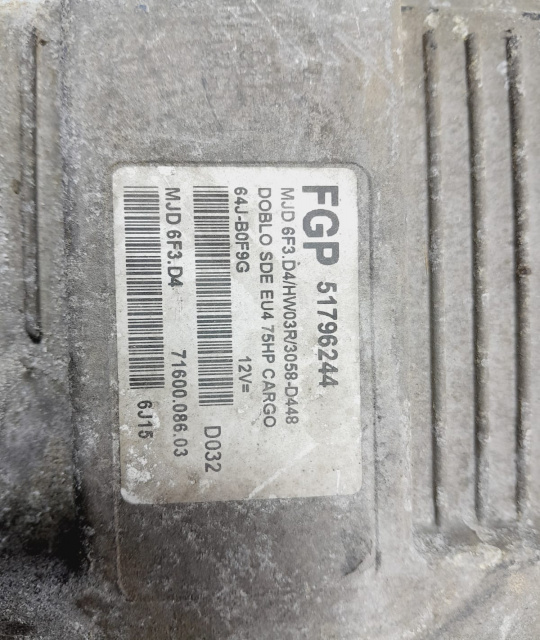 FGP 51796244
MJD 6F3.D4/HW03R/3058-D448
DOBLO SDE EU4 75HP CARGO
64J-B0F9G 12V=
D032
MJD 6F3.D4 71600.086.03
6J15